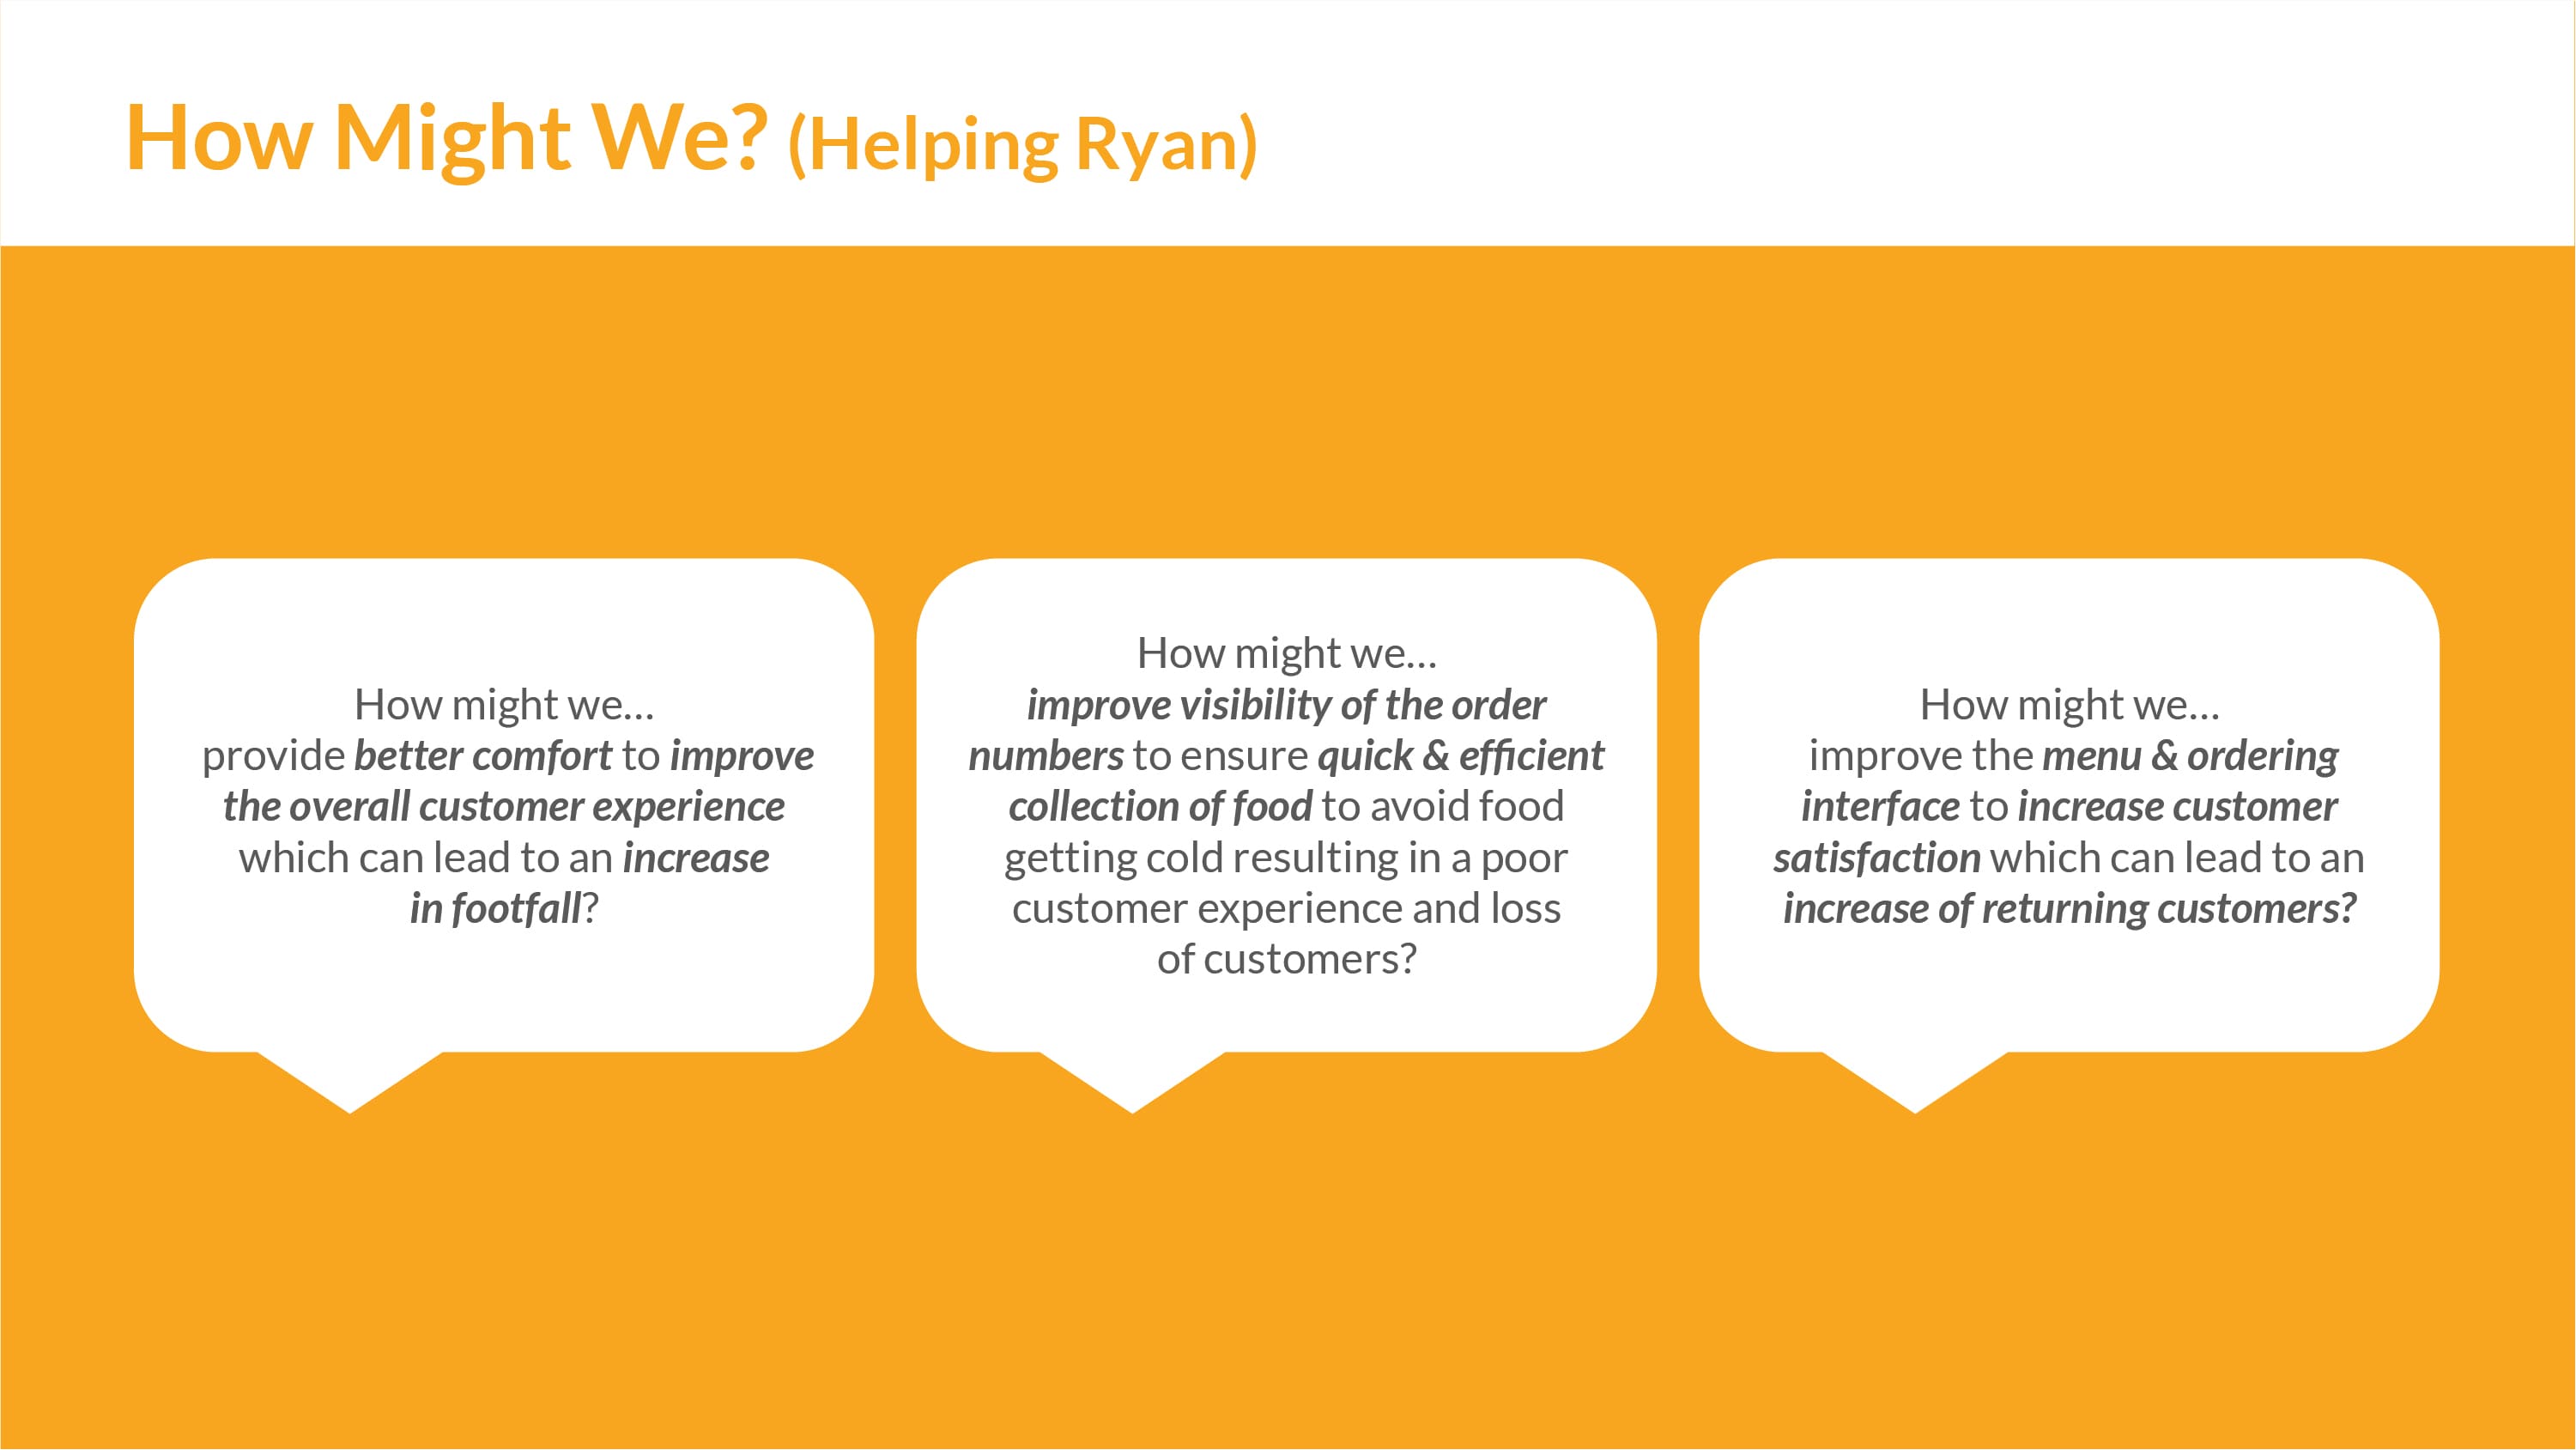 How Might We? (Helping Ryan)
How might we...
provide better comfort to improve
the overall customer experience
which can lead to an increase
in footfall?
How might we...
improve visibility of the order
numbers to ensure quick & efficient
collection of food to avoid food
getting cold resulting in a poor
customer experience and loss
of customers?
How might we...
improve the menu & ordering
interface to increase customer
satisfaction which can lead to an
increase of returning customers?